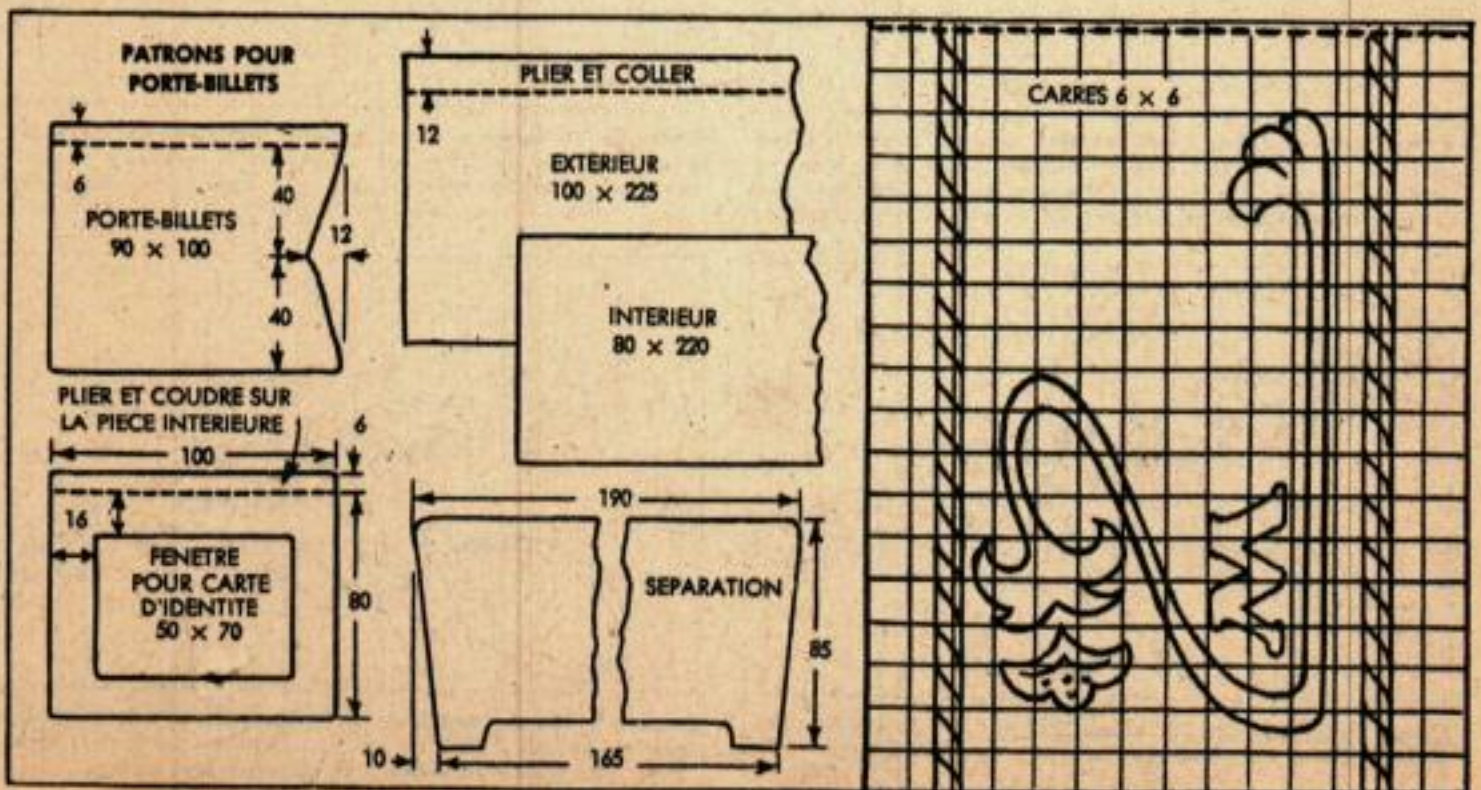 PATRONS POUR
PORTE-BILLETS
6
40
12
PORTE-BILLETS
90 × 100
40
PLIER ET COLLER
12
EXTERIEUR
100 × 225
INTERIEUR
80 × 220
PLIER ET COUDRE SUR
LA PIECE INTERIEURE
6
100
16
FENETRE
POUR CARTE
D'IDENTITE
50 × 70
80
190
SEPARATION
85
10
165
CARRES 6 × 6